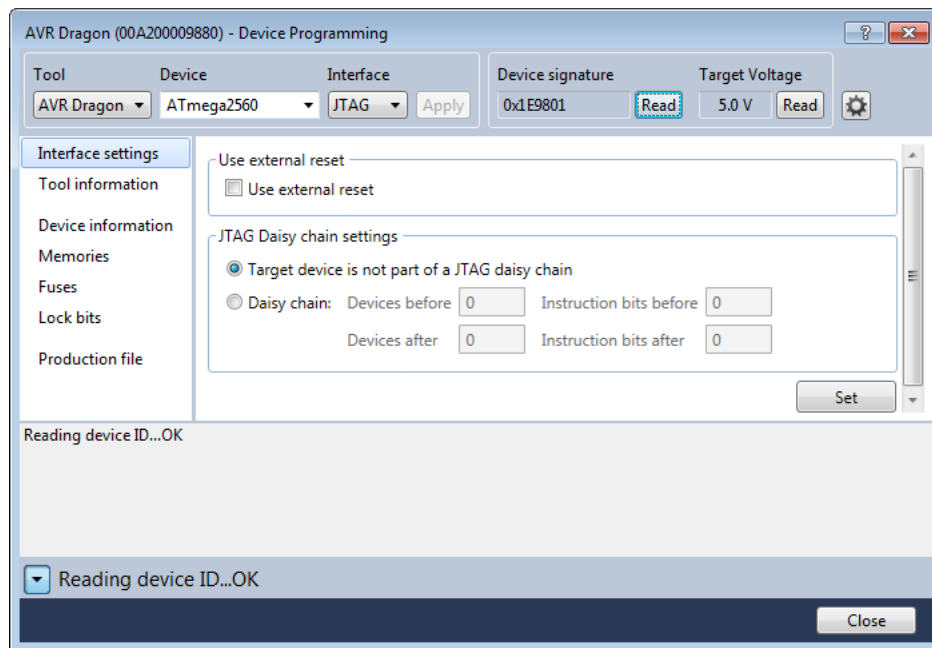 AVR Dragon (00A200009880) - Device Programming
?
Tool Device Interface Device signature Target Voltage
AVR Dragon ATmega2560 JTAG Apply 0x1E9801 Read 5.0 V Read
Interface settings
Tool information
Device information
Memories
Fuses
Lock bits
Production file
Use external reset
Use external reset
JTAG Daisy chain settings
Target device is not part of a JTAG daisy chain
Daisy chain: Devices before 0 Instruction bits before 0
Devices after 0 Instruction bits after 0
Set
Reading device ID...OK
Reading device ID...OK
Close